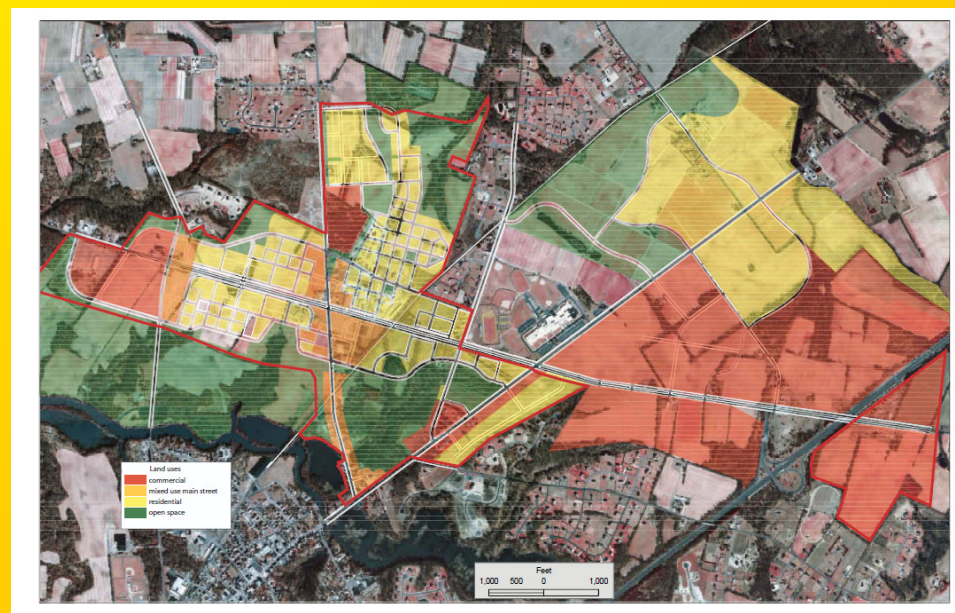 Land uses
commercial
mixed use main street
residential
open space
Feet
1,000 500 0 1,000